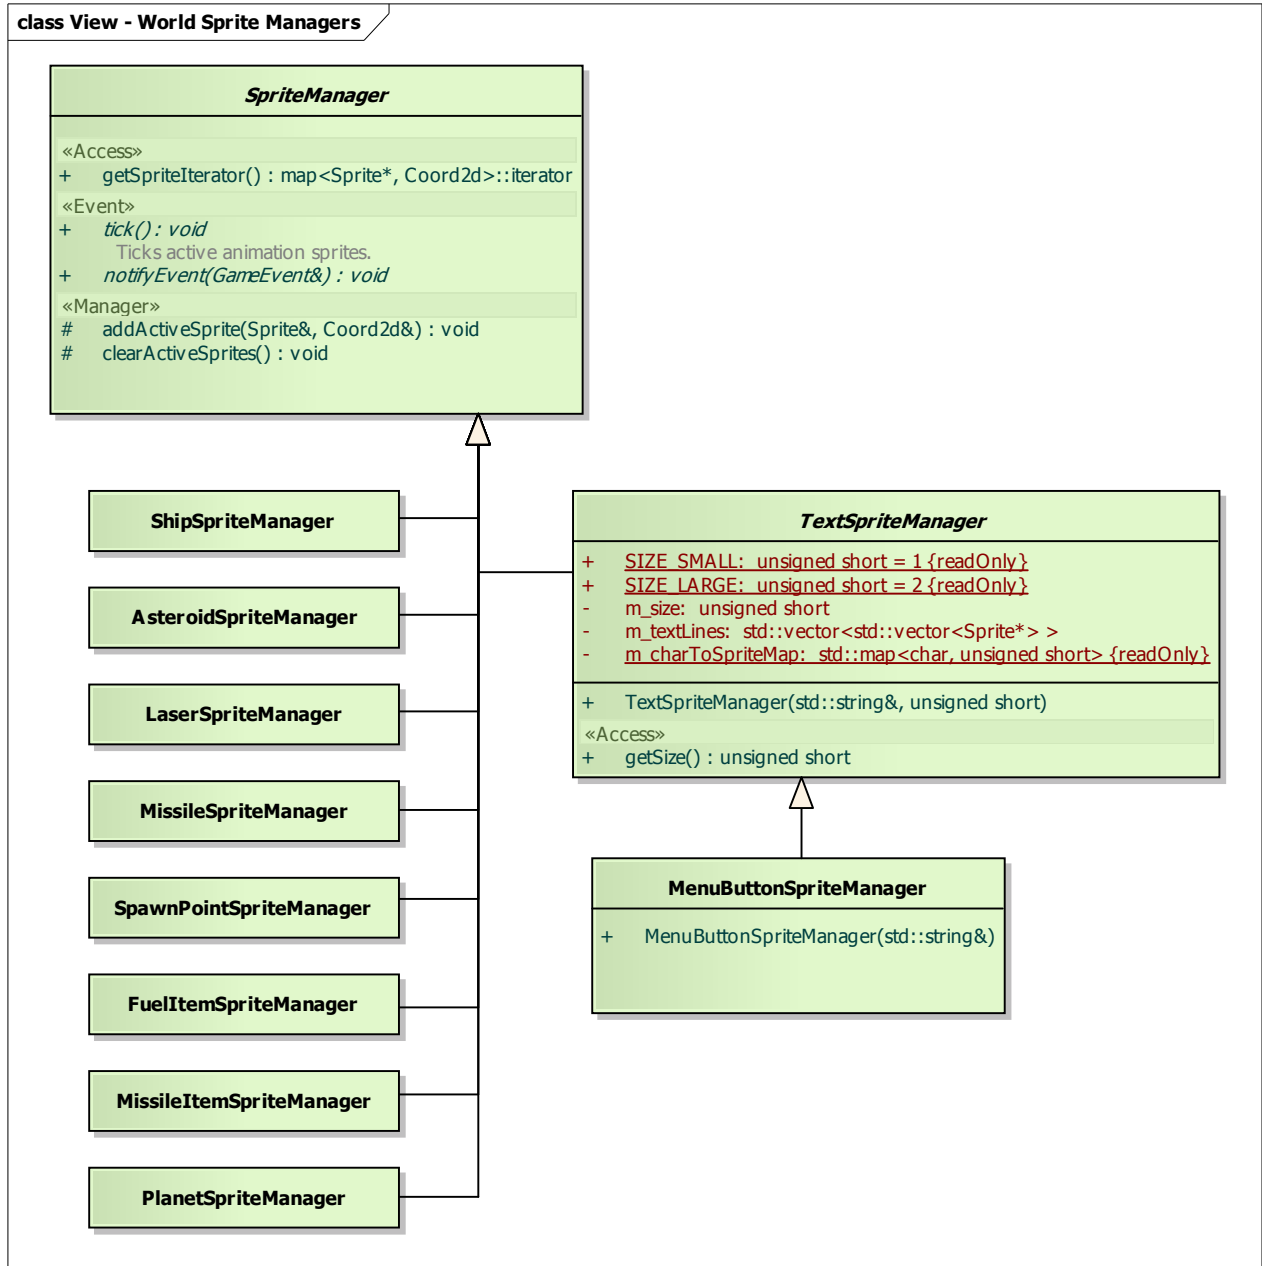 class View - World Sprite Managers
SpriteManager
«Access»
+ getSpriteIterator() : map<Sprite*, Coord2d>::iterator
«Event»
+ tick() : void
Ticks active animation sprites.
+ notifyEvent(GameEvent&) : void
«Manager»
# addActiveSprite(Sprite&, Coord2d&) : void
# clearActiveSprites() : void
ShipSpriteManager
AsteroidSpriteManager
LaserSpriteManager
MissileSpriteManager
SpawnPointSpriteManager
FuelItemSpriteManager
MissileItemSpriteManager
PlanetSpriteManager
TextSpriteManager
+ SIZE_SMALL: unsigned short = 1 {readOnly}
+ SIZE_LARGE: unsigned short = 2 {readOnly}
- m_size: unsigned short
- m_textLines: std::vector<std::vector<Sprite*> >
- m_charToSpriteMap: std::map<char, unsigned short> {readOnly}
+ TextSpriteManager(std::string&, unsigned short)
«Access»
+ getSize() : unsigned short
MenuButtonSpriteManager
+ MenuButtonSpriteManager(std::string&)